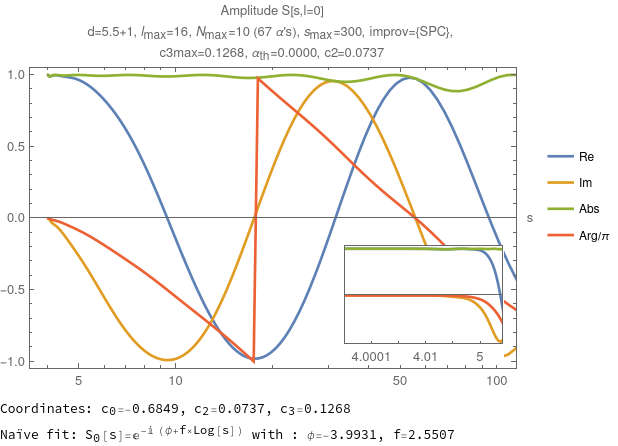 Amplitude S[s,l=0]
d=5.5+1, lmax=16, Nmax=10 (67 α's), smax=300, improv={SPC},
c3max=0.1268, αth=0.0000, c2=0.0737
1.0
0.5
0.0
-0.5
-1.0
5
10
50
100
s
4.0001
4.01
5
Re
Im
Abs
Arg/π
Coordinates: c0=-0.6849, c2=0.0737, c3=0.1268
Naïve fit: S0[s]=e^-i (ϕ+f×Log[s]) with : ϕ=-3.9931, f=2.5507